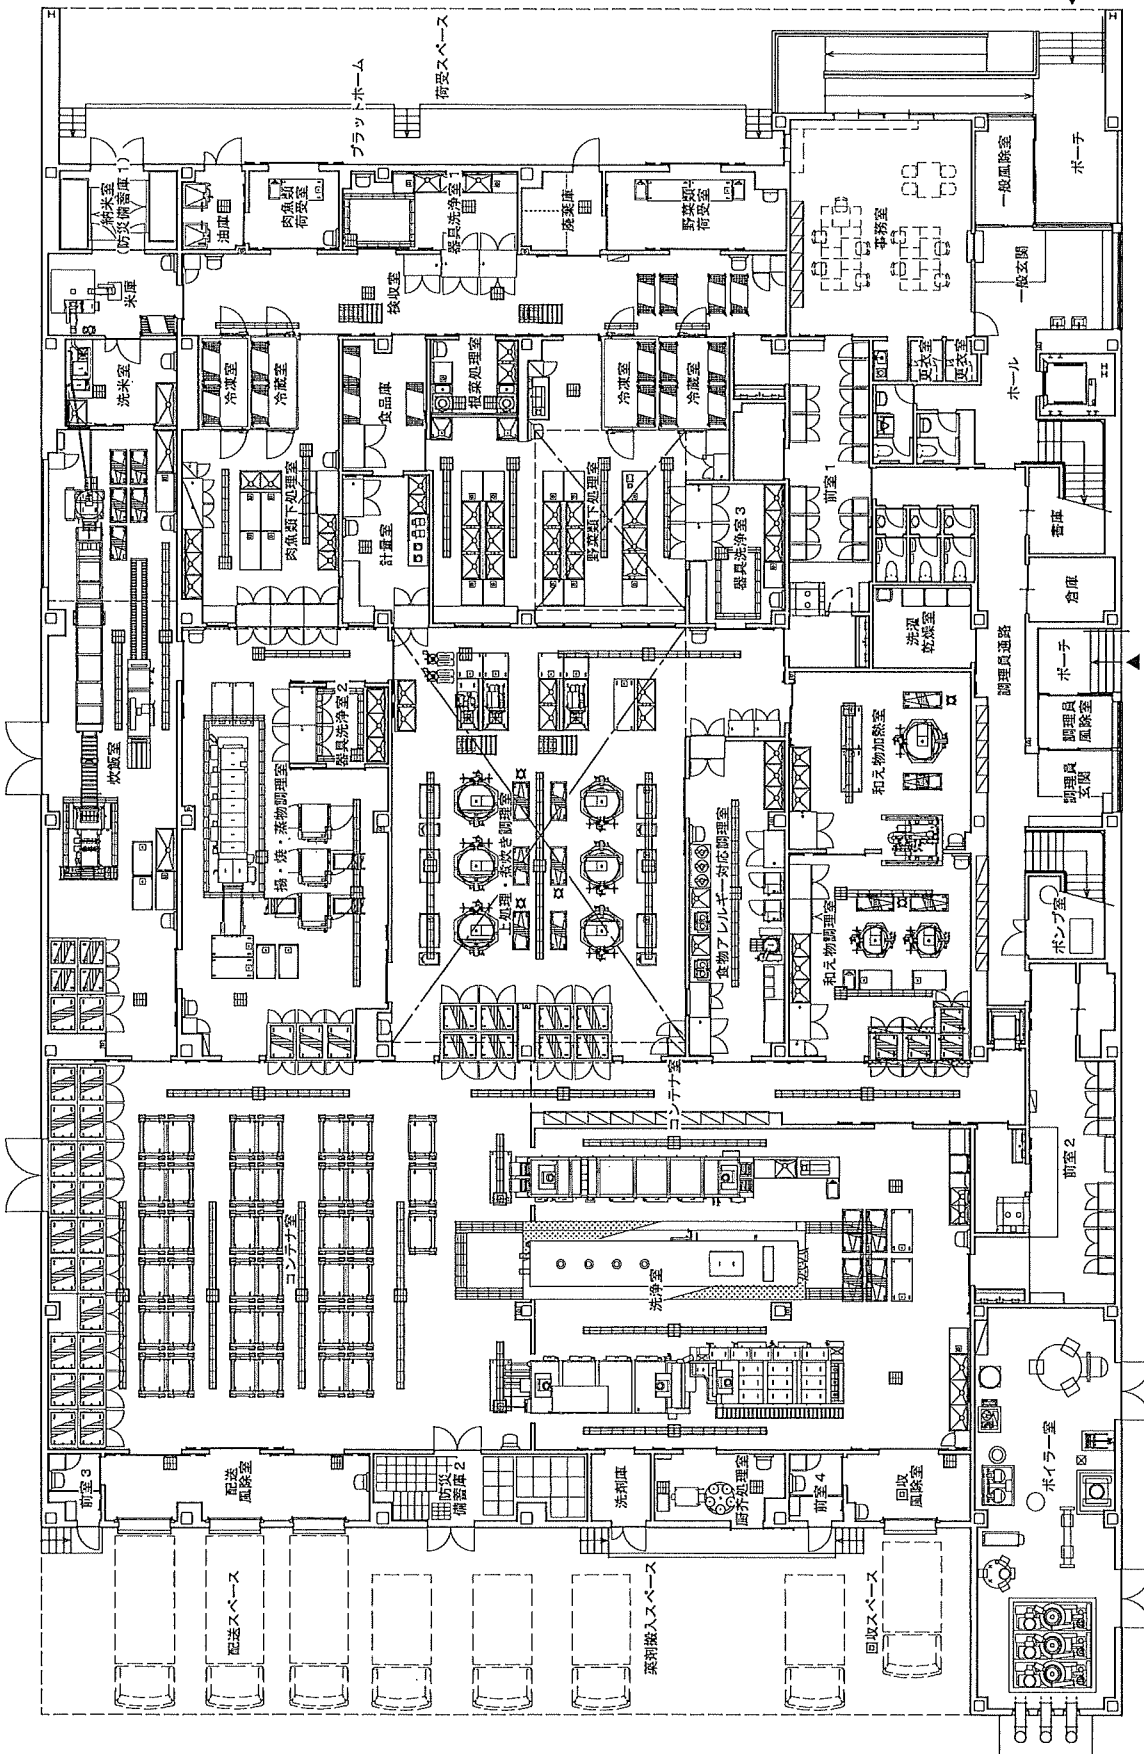 荷受スペース
プラットホーム
納米室
(防災備蓄庫1)
油庫
肉魚類
荷受室
器具洗浄室1
廃棄庫
野菜類
荷受室
事務室
一般風除室
ポーチ
米庫
検収室
一般玄関
洗米室
冷凍室
冷蔵室
食品庫
根菜処理室
冷凍室
冷蔵室
更衣室
更衣室
ホール
肉魚類下処理室
計量室
野菜類下処理室
器具洗浄室3
前室1
書庫
倉庫
洗濯
乾燥室
調理員通路
ポーチ
炊飯室
揚・焼・蒸物調理室
器具洗浄室2
上処理・煮炊き調理室
食物アレルギー対応調理室
和え物加熱室
和え物調理室
調理員
風除室
調理員
玄関
ポンプ室
コンテナ室
コンテナ室
洗浄室
前室2
前室3
配送
風除室
防災
備蓄庫2
洗剤庫
厨芥処理室
前室4
回収
風除室
ボイラー室
配送スペース
薬剤搬入スペース
回収スペース